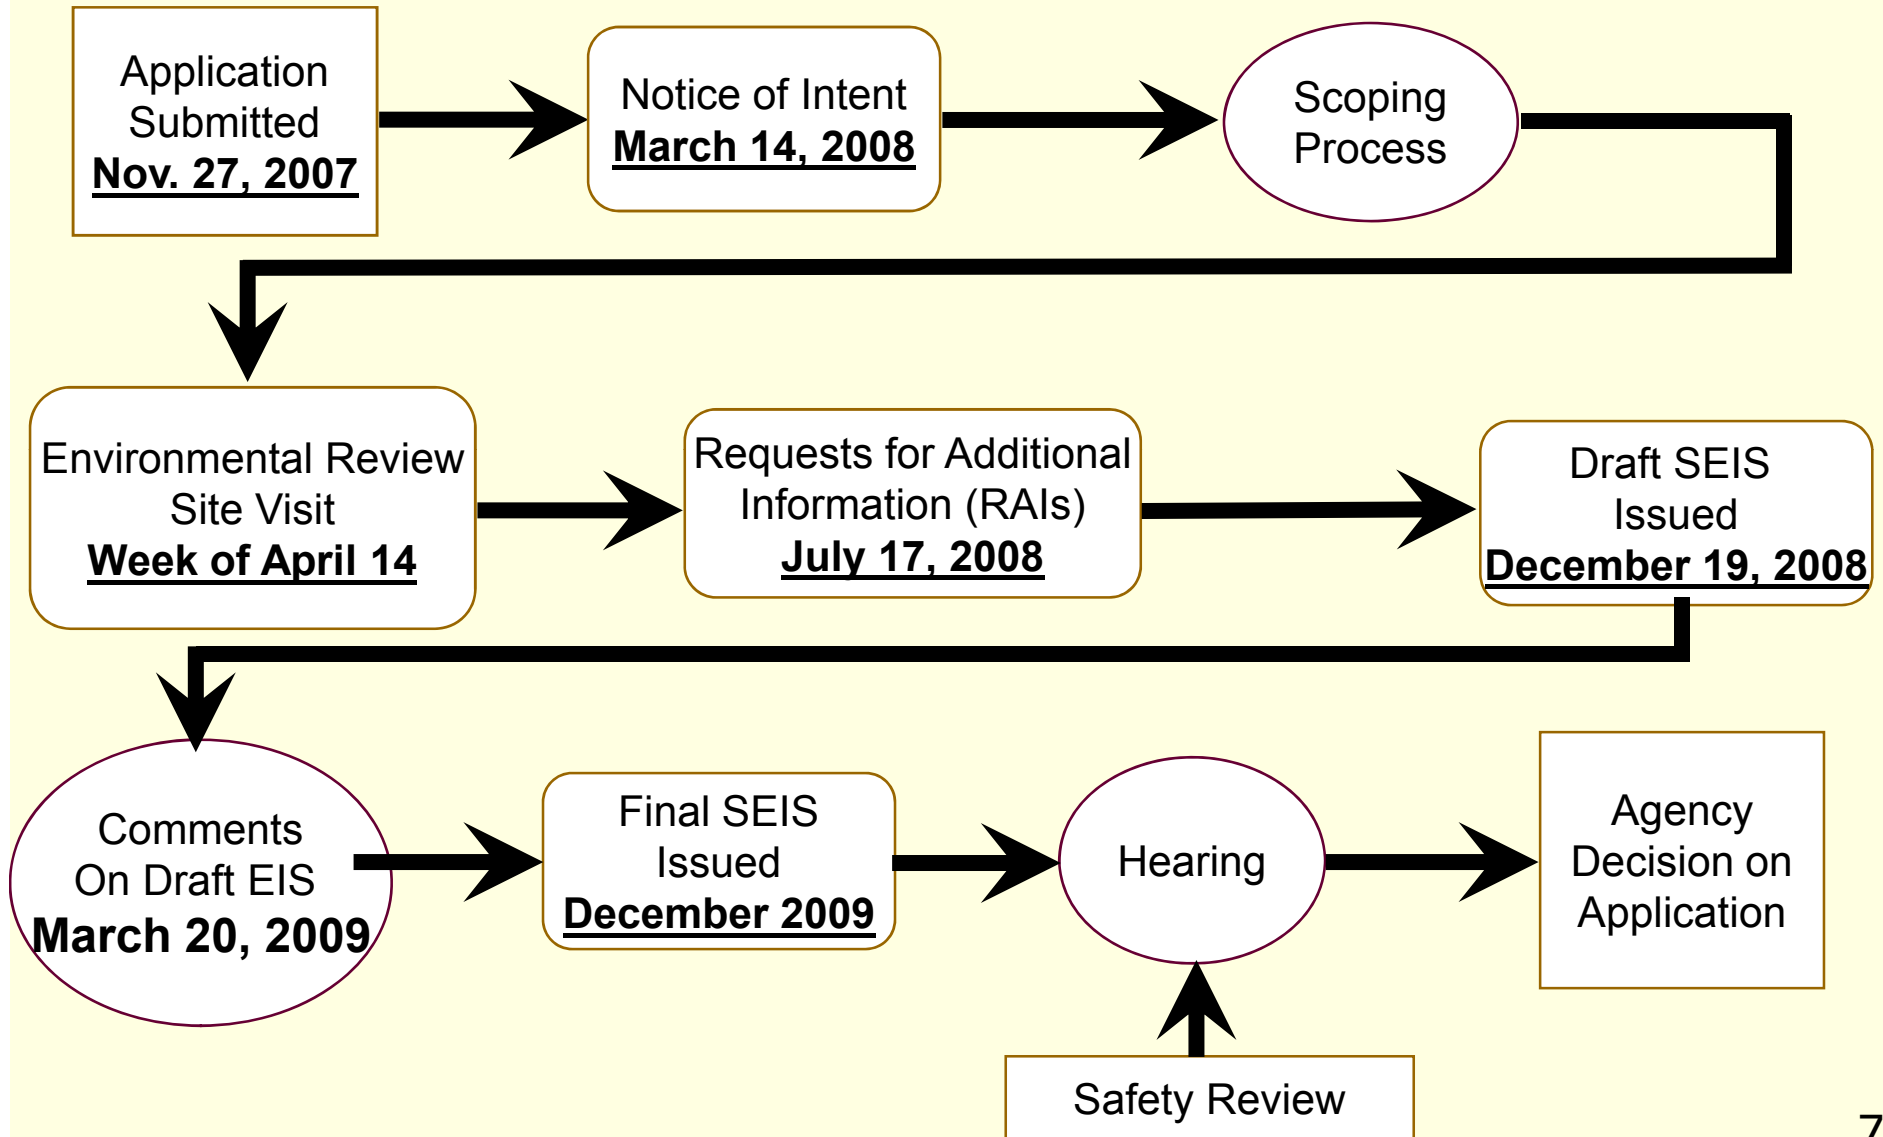 Application
Submitted
Nov. 27, 2007
Notice of Intent
March 14, 2008
Scoping
Process
Environmental Review
Site Visit
Week of April 14
Requests for Additional
Information (RAIs)
July 17, 2008
Draft SEIS
Issued
December 19, 2008
Comments
On Draft EIS
March 20, 2009
Final SEIS
Issued
December 2009
Hearing
Agency
Decision on
Application
Safety Review
7